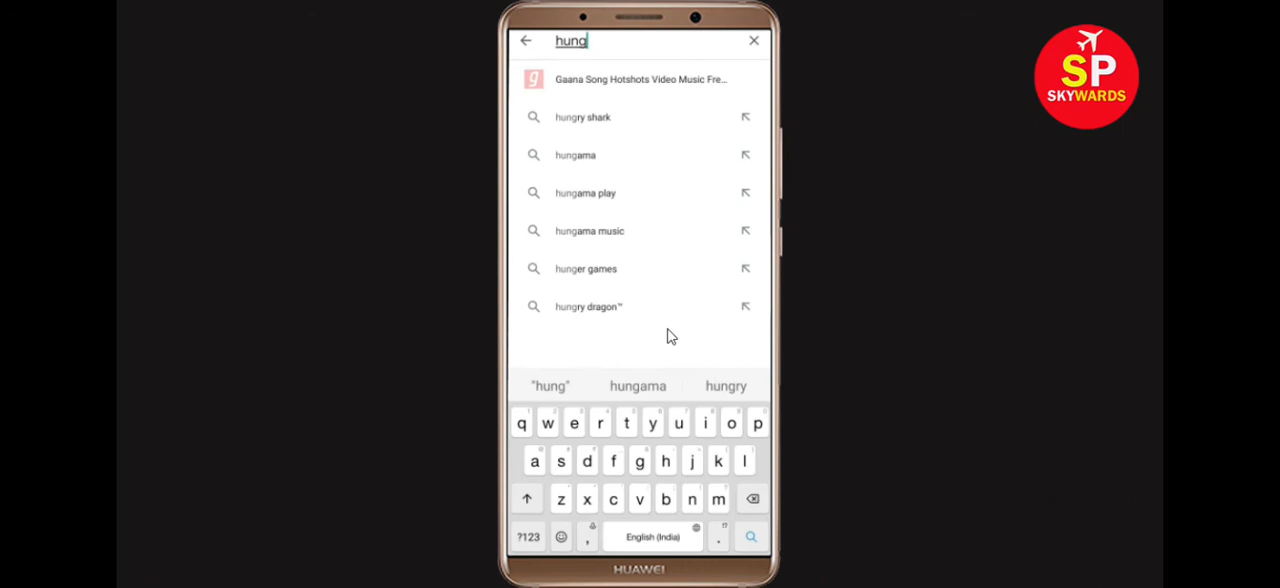 hung
Gaana Song Hotshots Video Music Fre...
hungry shark
hungama
hungama play
hungama music
hunger games
hungry dragon™
"hung" hungama hungry
q w e r t y u i o p
a s d f g h j k l
z x c v b n m
?123 , English (India) .
HUAWEI
SP
SKYWARDS